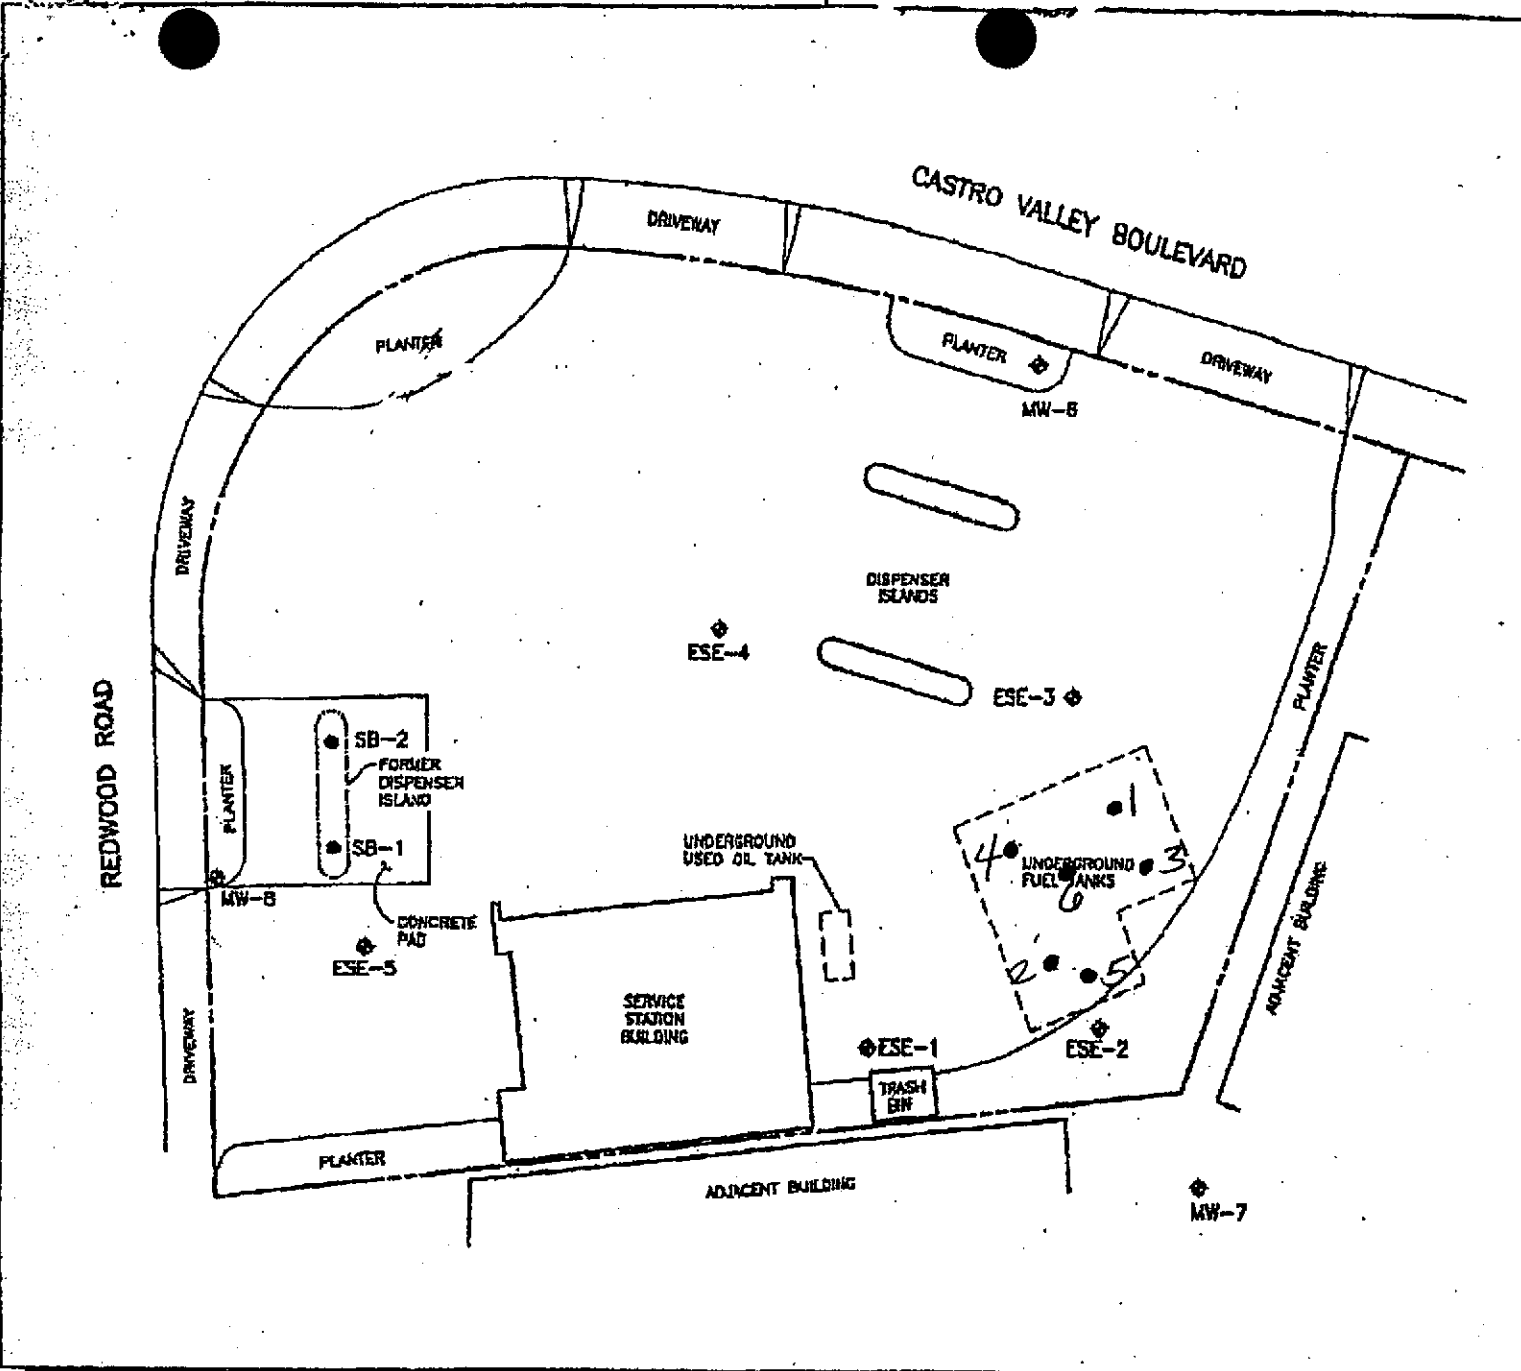 CASTRO VALLEY BOULEVARD
DRIVEWAY
PLANTER
PLANTER
DRIVEWAY
MW-6
DRIVEWAY
DISPENSER
ISLANDS
ESE-4
ESE-3
PLANTER
REDWOOD ROAD
PLANTER
SB-2
FORMER
DISPENSER
ISLAND
SB-1
MW-8
CONCRETE
PAD
ESE-5
UNDERGROUND
USED OIL TANK
1
4
3
UNDERGROUND
FUEL TANKS
6
2
5
ADJACENT BUILDING
SERVICE
STATION
BUILDING
ESE-1
ESE-2
TRASH
BIN
DRIVEWAY
PLANTER
ADJACENT BUILDING
MW-7